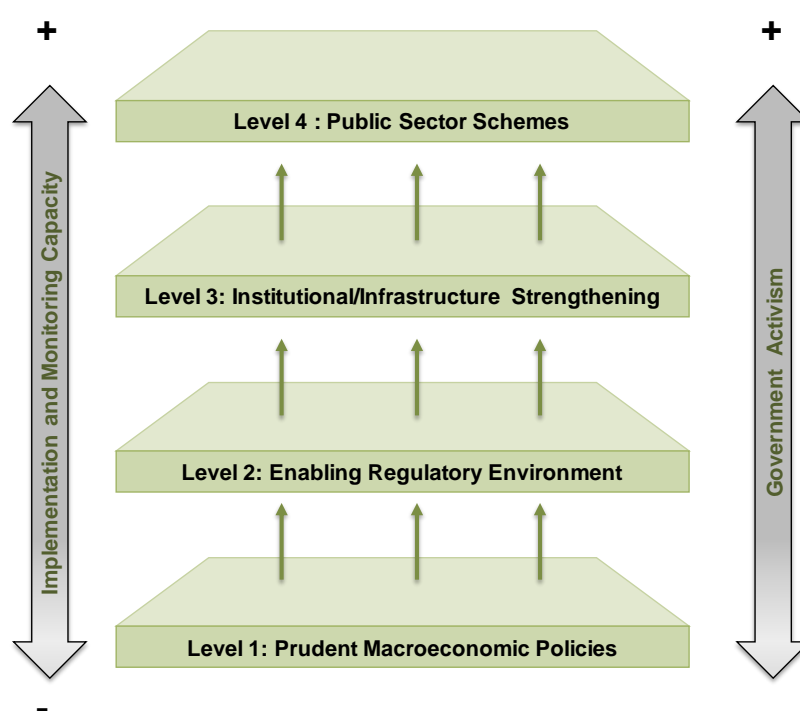 +
+
Level 4 : Public Sector Schemes
Level 3: Institutional/Infrastructure Strengthening
Level 2: Enabling Regulatory Environment
Level 1: Prudent Macroeconomic Policies
Implementation and Monitoring Capacity
Government Activism
-